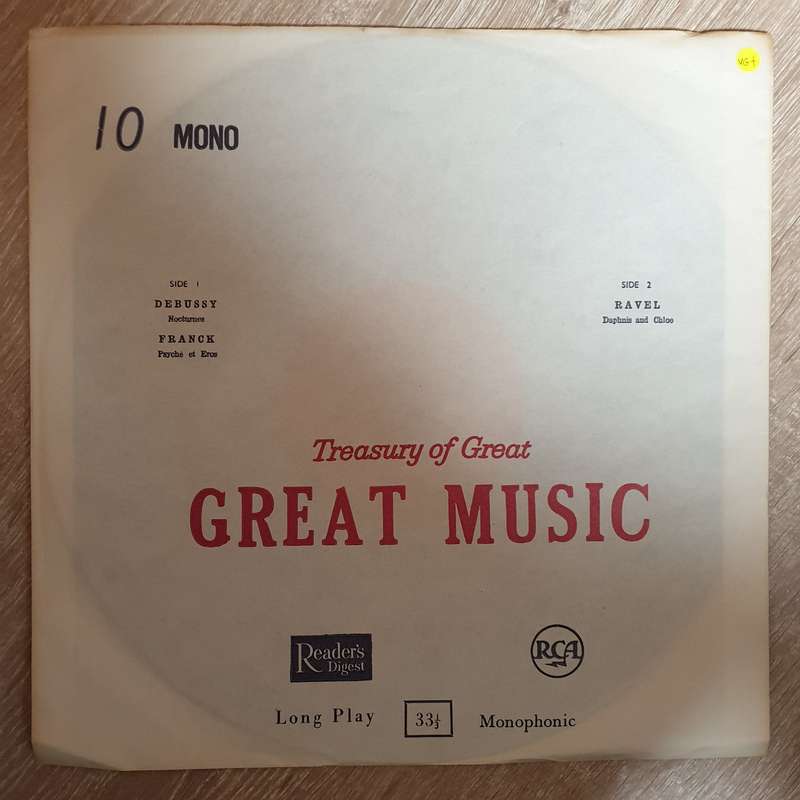 VG+
10 MONO
SIDE 1
DEBUSSY
Nocturnes
FRANCK
Psyché et Eros
SIDE 2
RAVEL
Daphnis and Chloe
Treasury of Great
GREAT MUSIC
Reader's
Digest
RCA
Long Play 33⅓ Monophonic